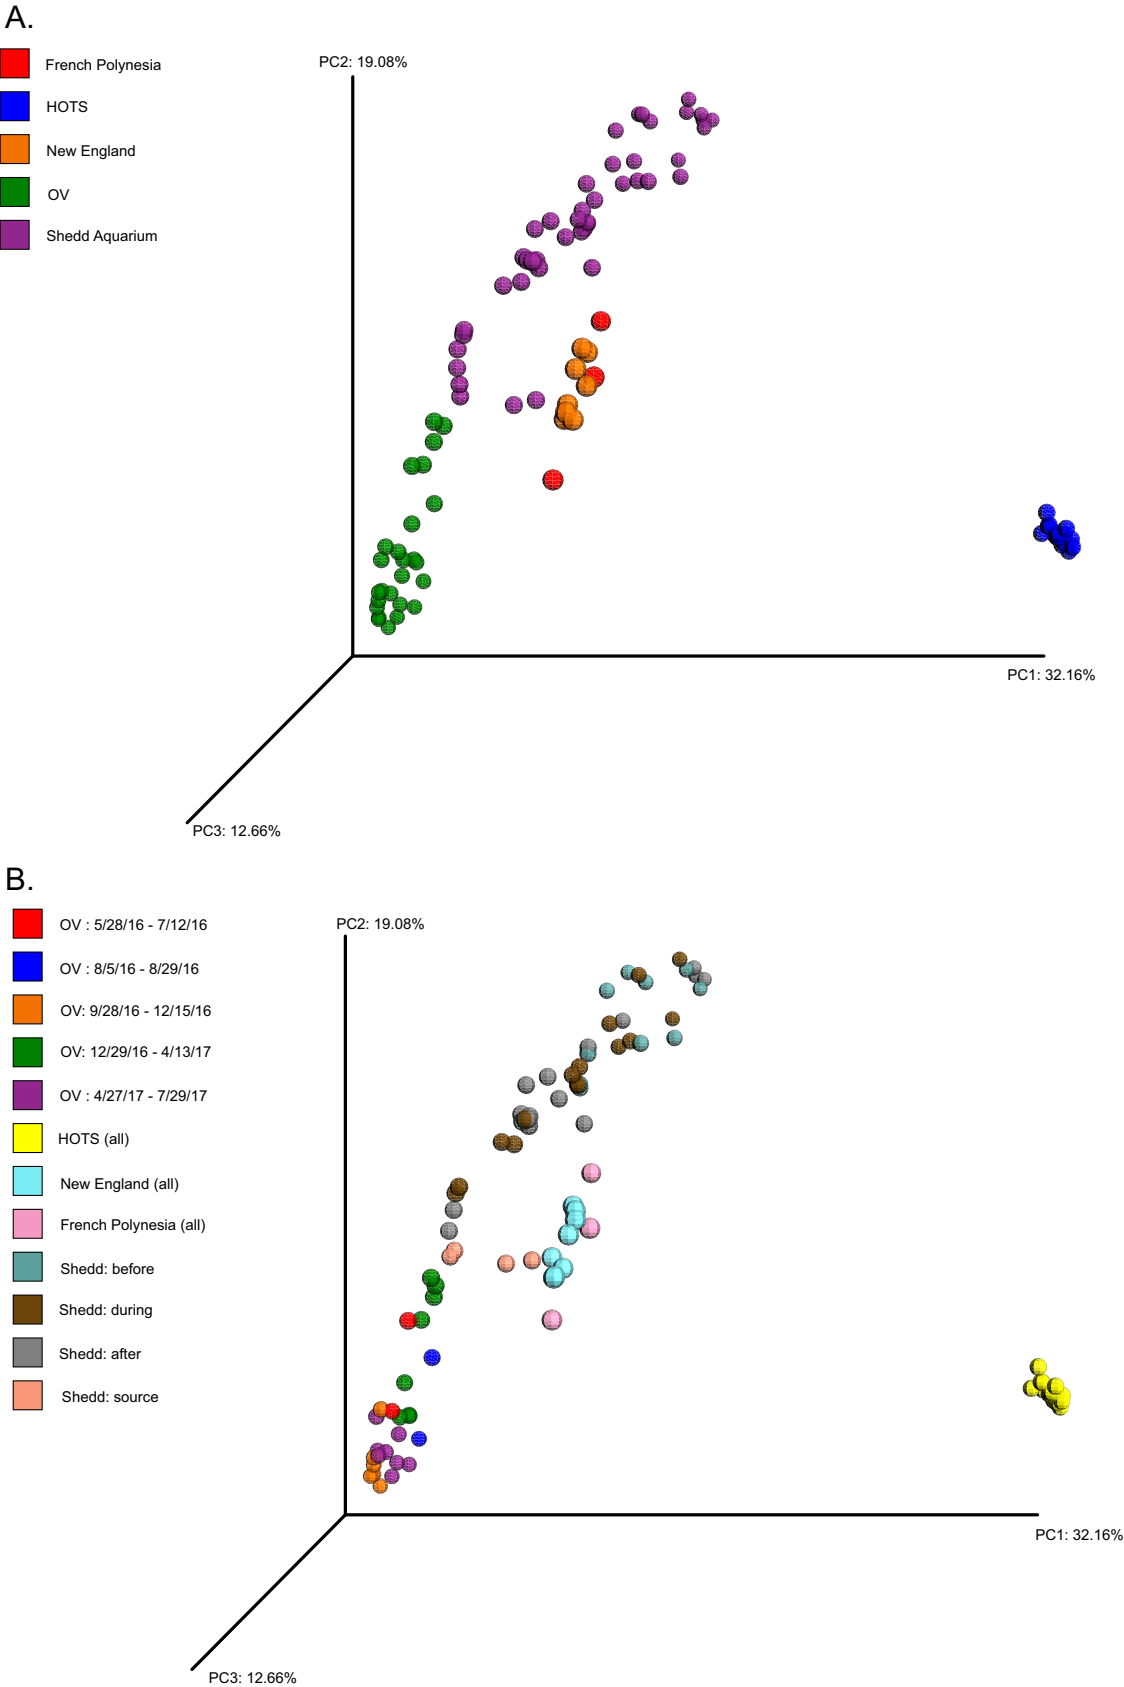 A.
French Polynesia
HOTS
New England
OV
Shedd Aquarium
PC2: 19.08%
PC1: 32.16%
PC3: 12.66%
B.
OV : 5/28/16 - 7/12/16
OV : 8/5/16 - 8/29/16
OV: 9/28/16 - 12/15/16
OV: 12/29/16 - 4/13/17
OV : 4/27/17 - 7/29/17
HOTS (all)
New England (all)
French Polynesia (all)
Shedd: before
Shedd: during
Shedd: after
Shedd: source
PC2: 19.08%
PC1: 32.16%
PC3: 12.66%